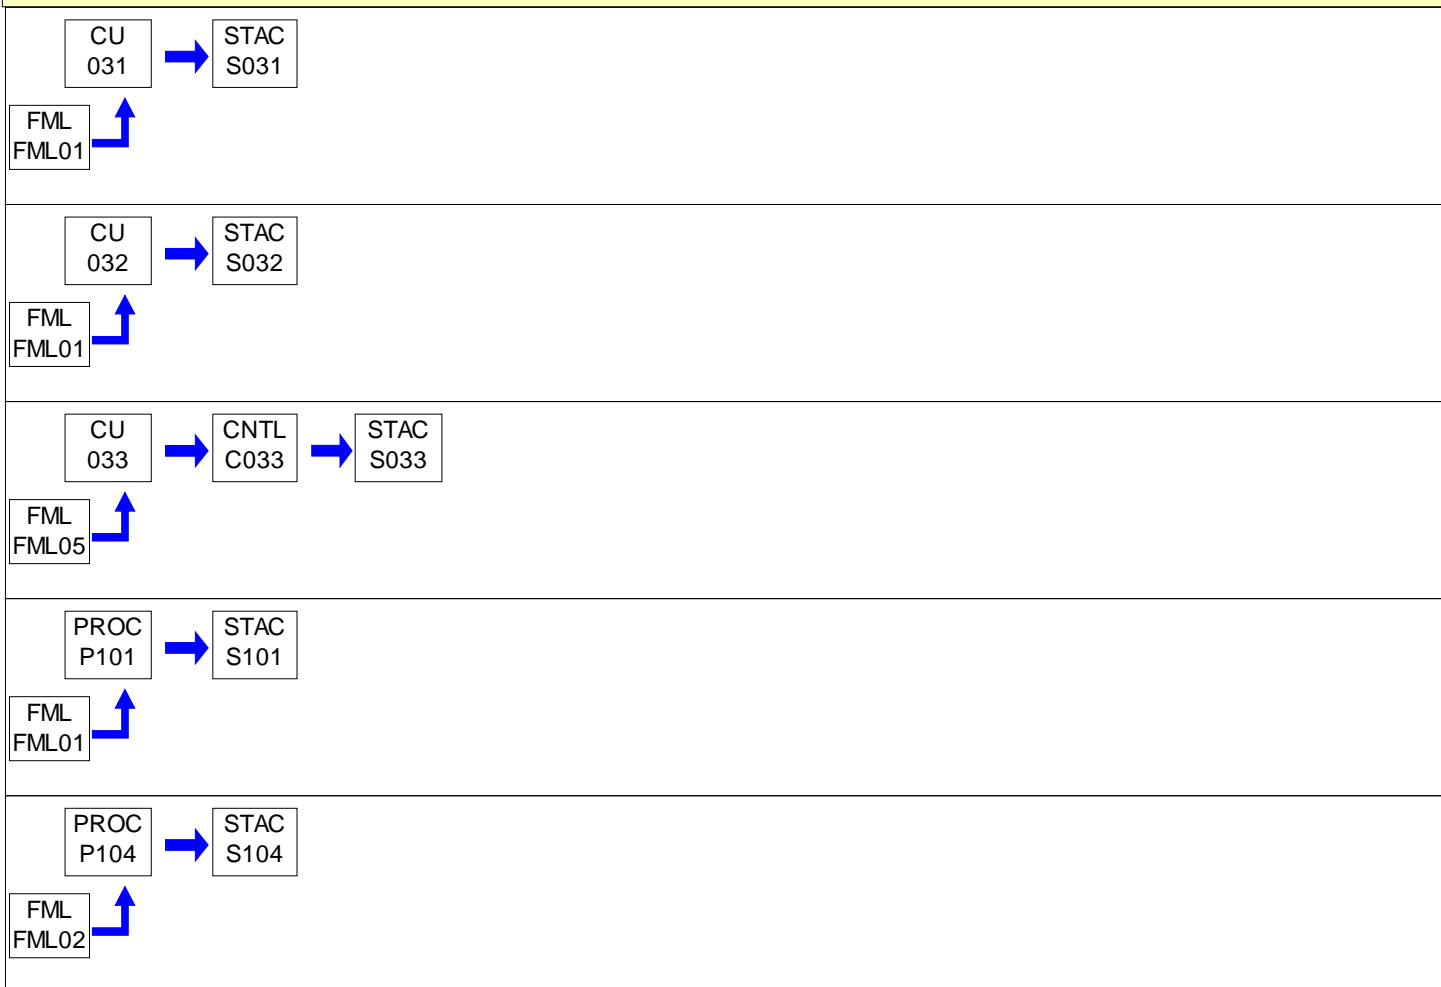 CU
031
STAC
S031
FML
FML01
CU
032
STAC
S032
FML
FML01
CU
033
CNTL
C033
STAC
S033
FML
FML05
PROC
P101
STAC
S101
FML
FML01
PROC
P104
STAC
S104
FML
FML02